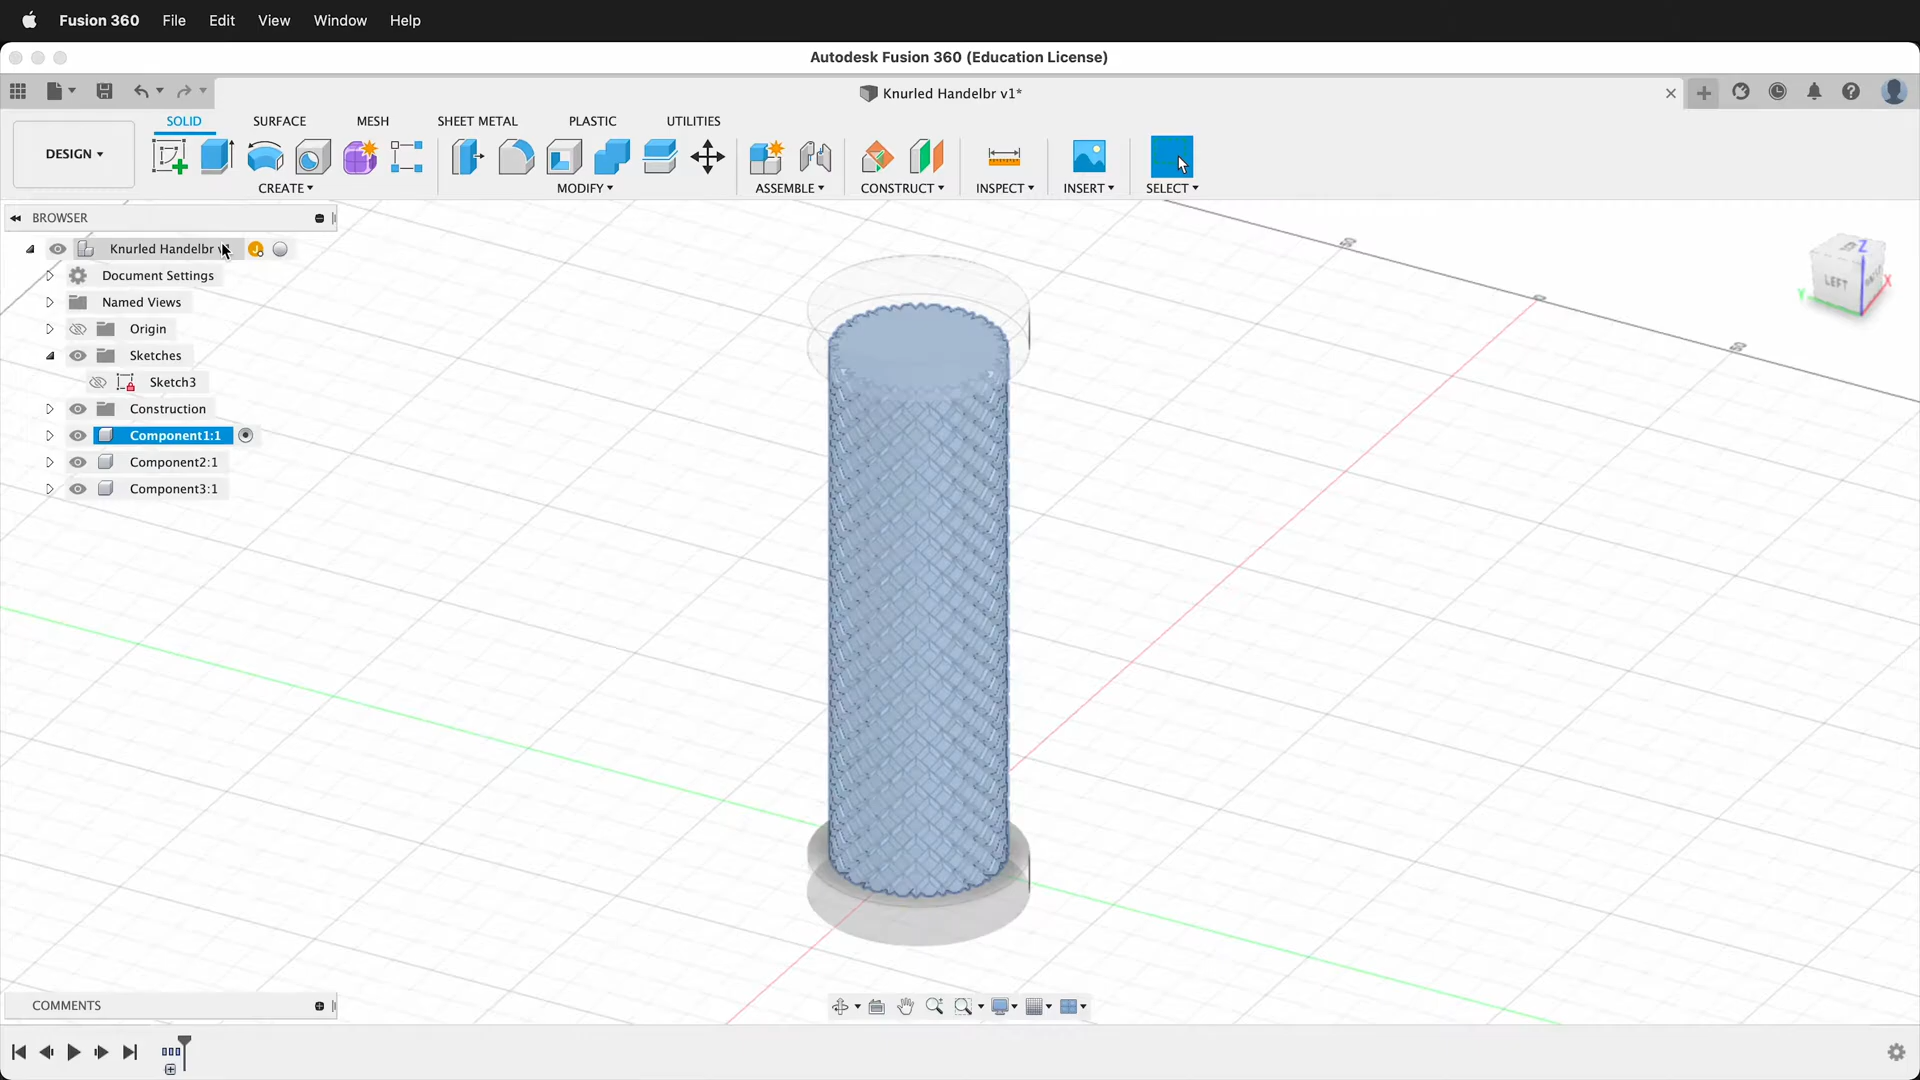 Fusion 360 File Edit View Window Help
Autodesk Fusion 360 (Education License)
Knurled Handelbr v1*
SOLID SURFACE MESH SHEET METAL PLASTIC UTILITIES
DESIGN
CREATE MODIFY ASSEMBLE CONSTRUCT INSPECT INSERT SELECT
BROWSER
Knurled Handelbr
Document Settings
Named Views
Origin
Sketches
Sketch3
Construction
Component1:1
Component2:1
Component3:1
Z
LEFT
X
Y
0
50
COMMENTS